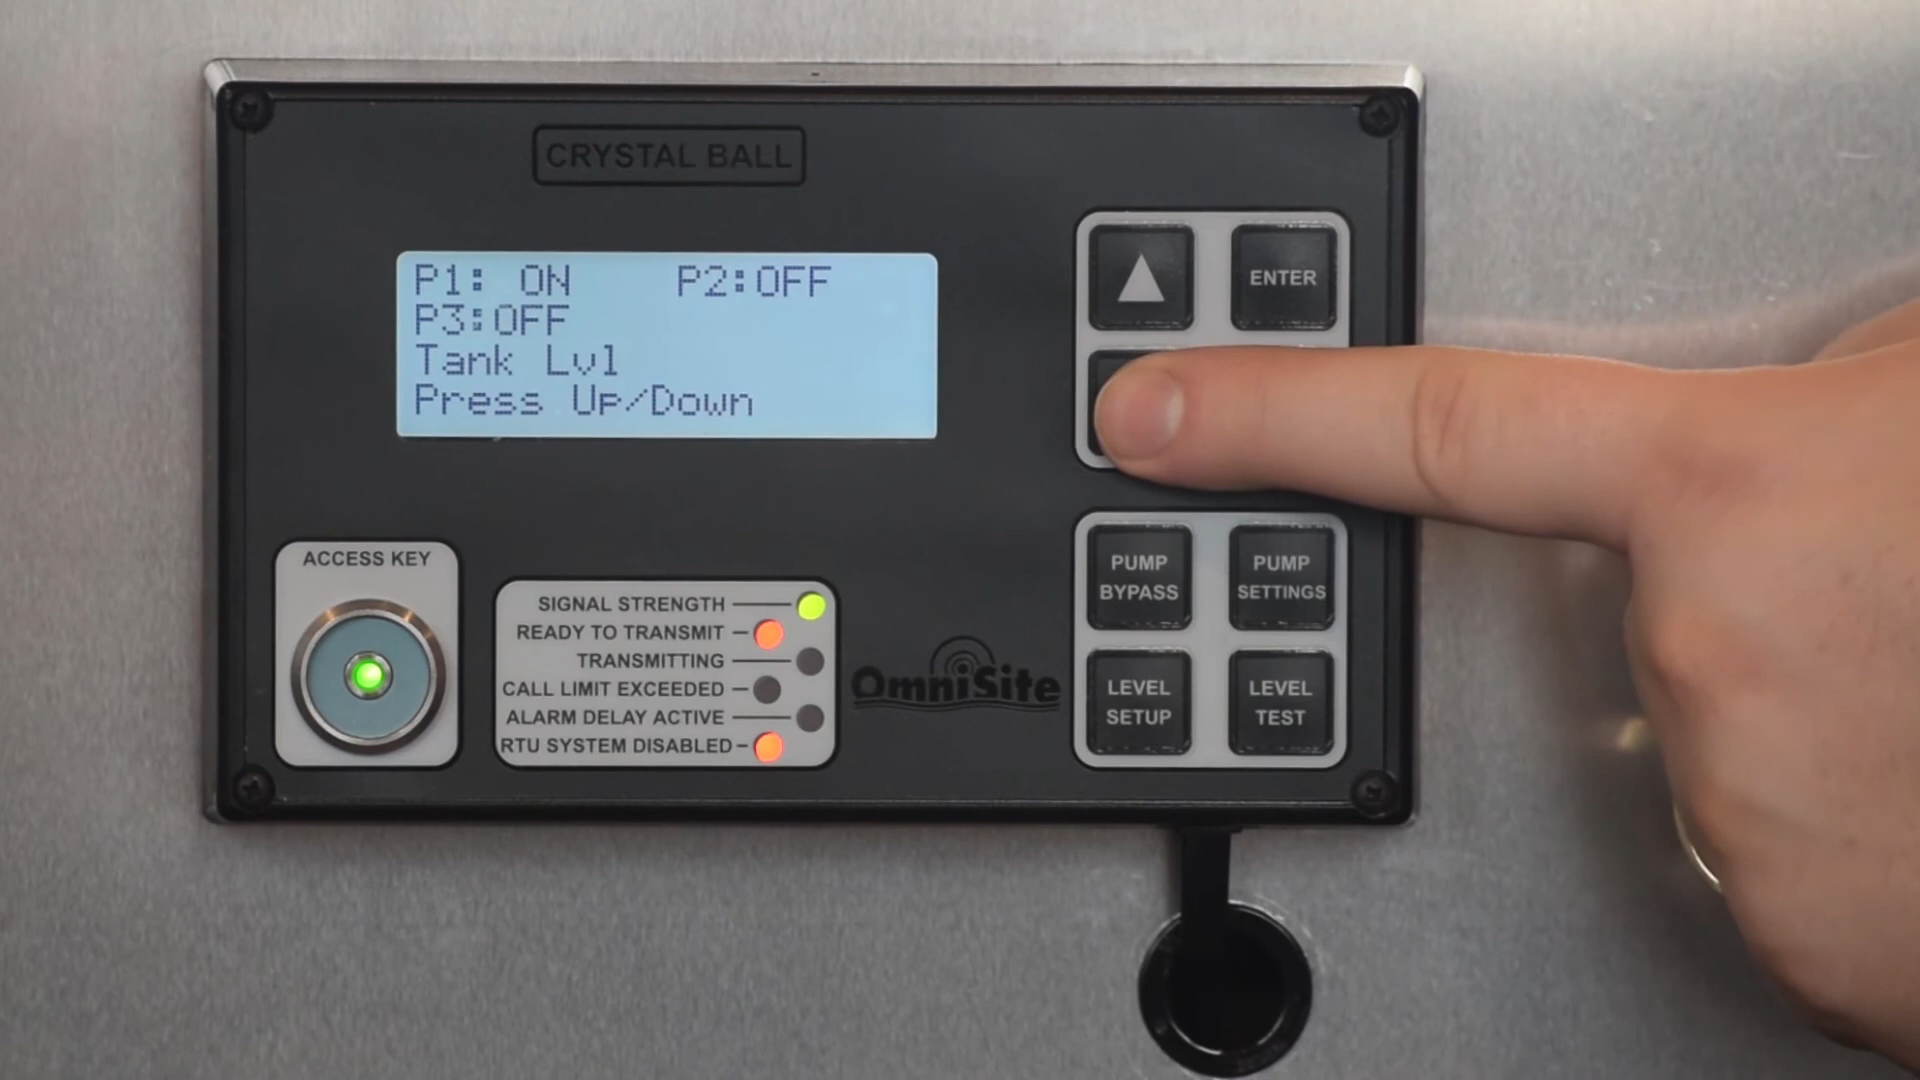 CRYSTAL BALL
P1: ON P2:OFF
P3:OFF
Tank Lvl
Press Up/Down
ENTER
ACCESS KEY
SIGNAL STRENGTH
READY TO TRANSMIT
TRANSMITTING
CALL LIMIT EXCEEDED
ALARM DELAY ACTIVE
RTU SYSTEM DISABLED
OmniSite
PUMP
BYPASS
PUMP
SETTINGS
LEVEL
SETUP
LEVEL
TEST